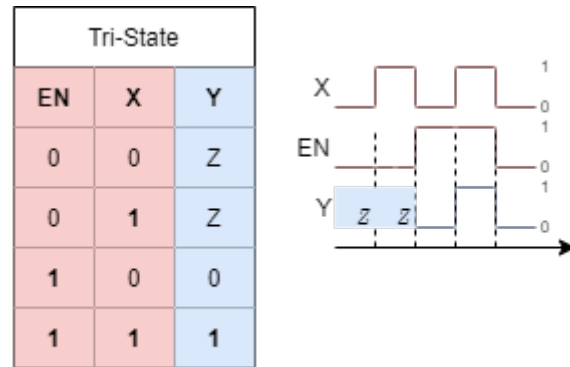 Tri-State
EN X Y
0 0 Z
0 1 Z
1 0 0
1 1 1
X 1
0
EN 1
0
Y Z Z 1
0